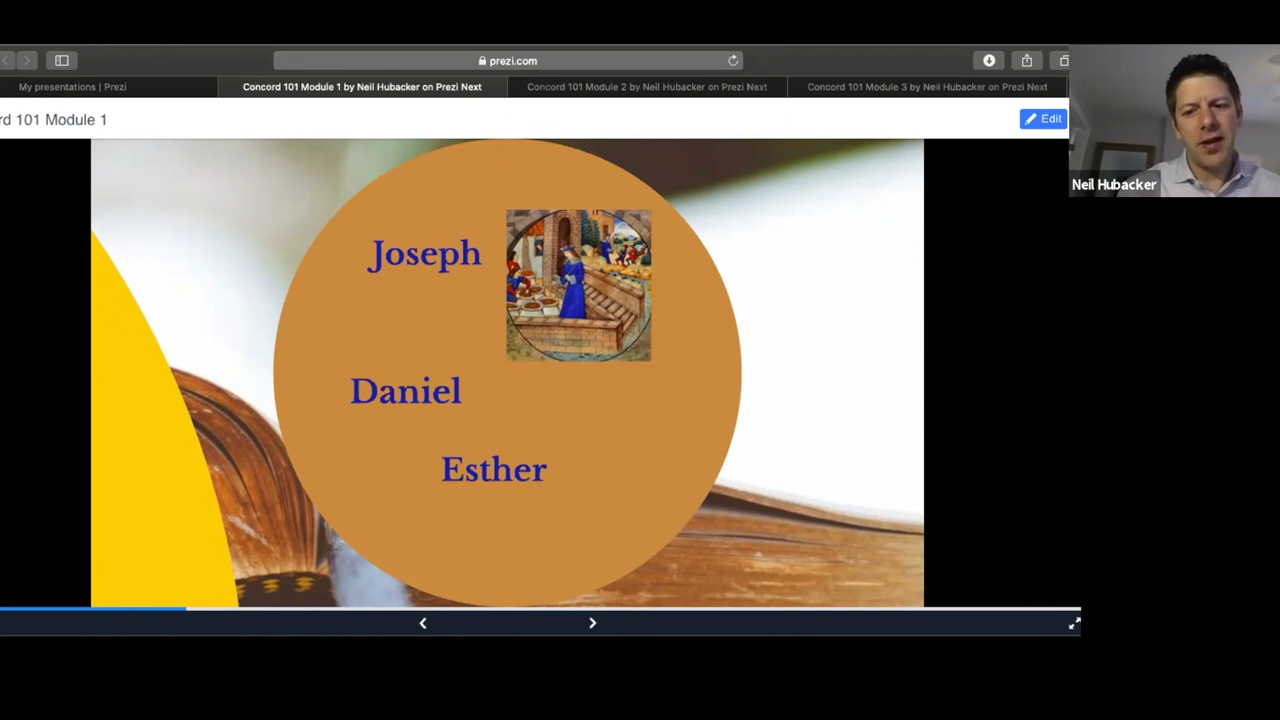 prezi.com
My presentations | Prezi
Concord 101 Module 1 by Neil Hubacker on Prezi Next
Concord 101 Module 2 by Neil Hubacker on Prezi Next
Concord 101 Module 3 by Neil Hubacker on Prezi Next
rd 101 Module 1
Edit
Neil Hubacker
Joseph
Daniel
Esther